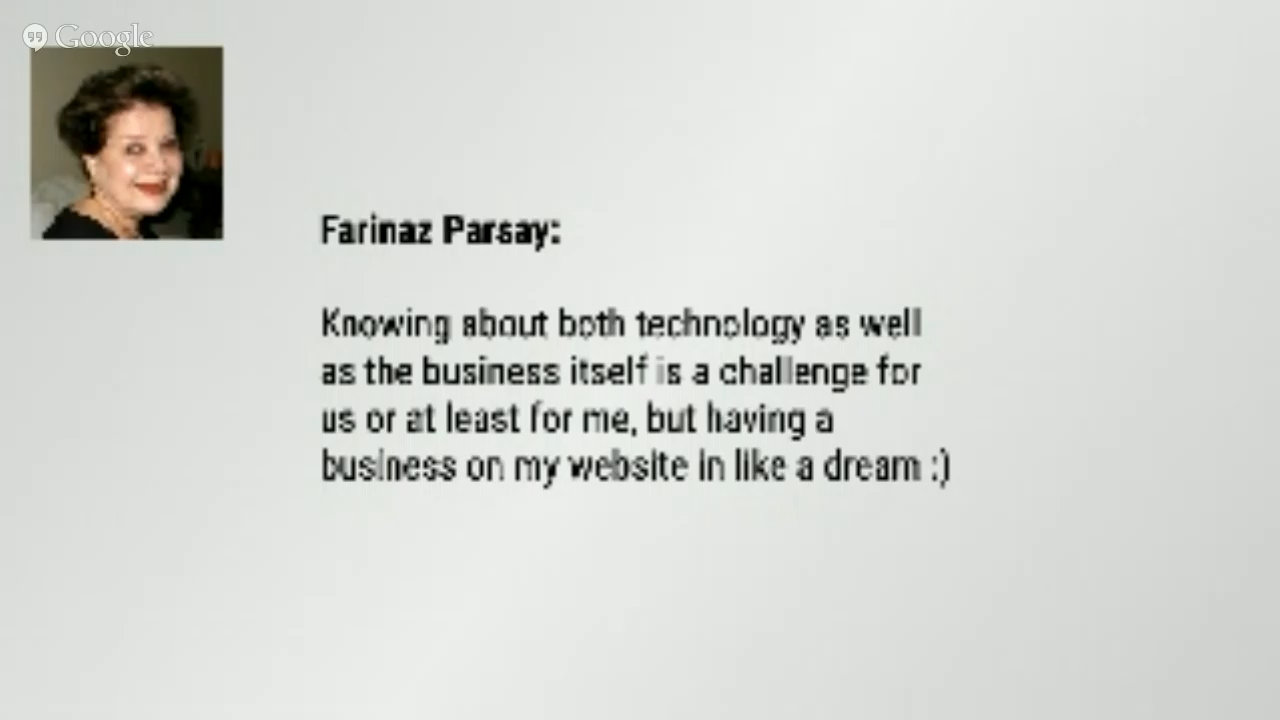 Google
Farinaz Parsay:
Knowing about both technology as well
as the business itself is a challenge for
us or at least for me, but having a
business on my website in like a dream :)